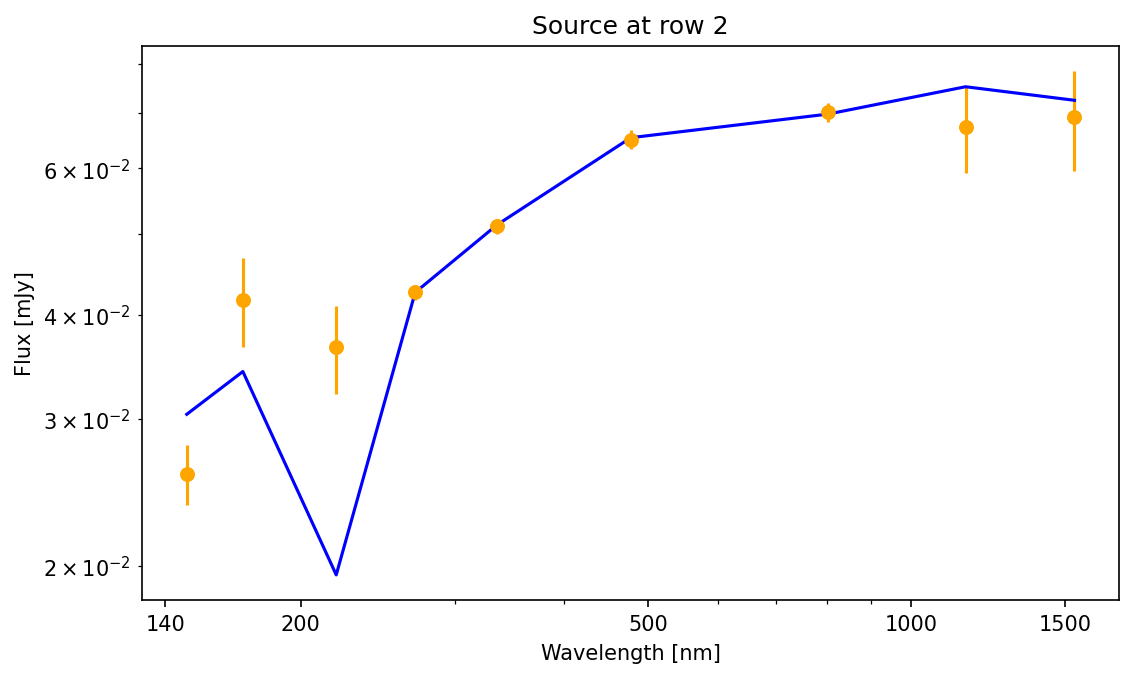 Source at row 2
Flux [mJy]
6 × 10⁻²
4 × 10⁻²
3 × 10⁻²
2 × 10⁻²
140 200 500 1000 1500
Wavelength [nm]